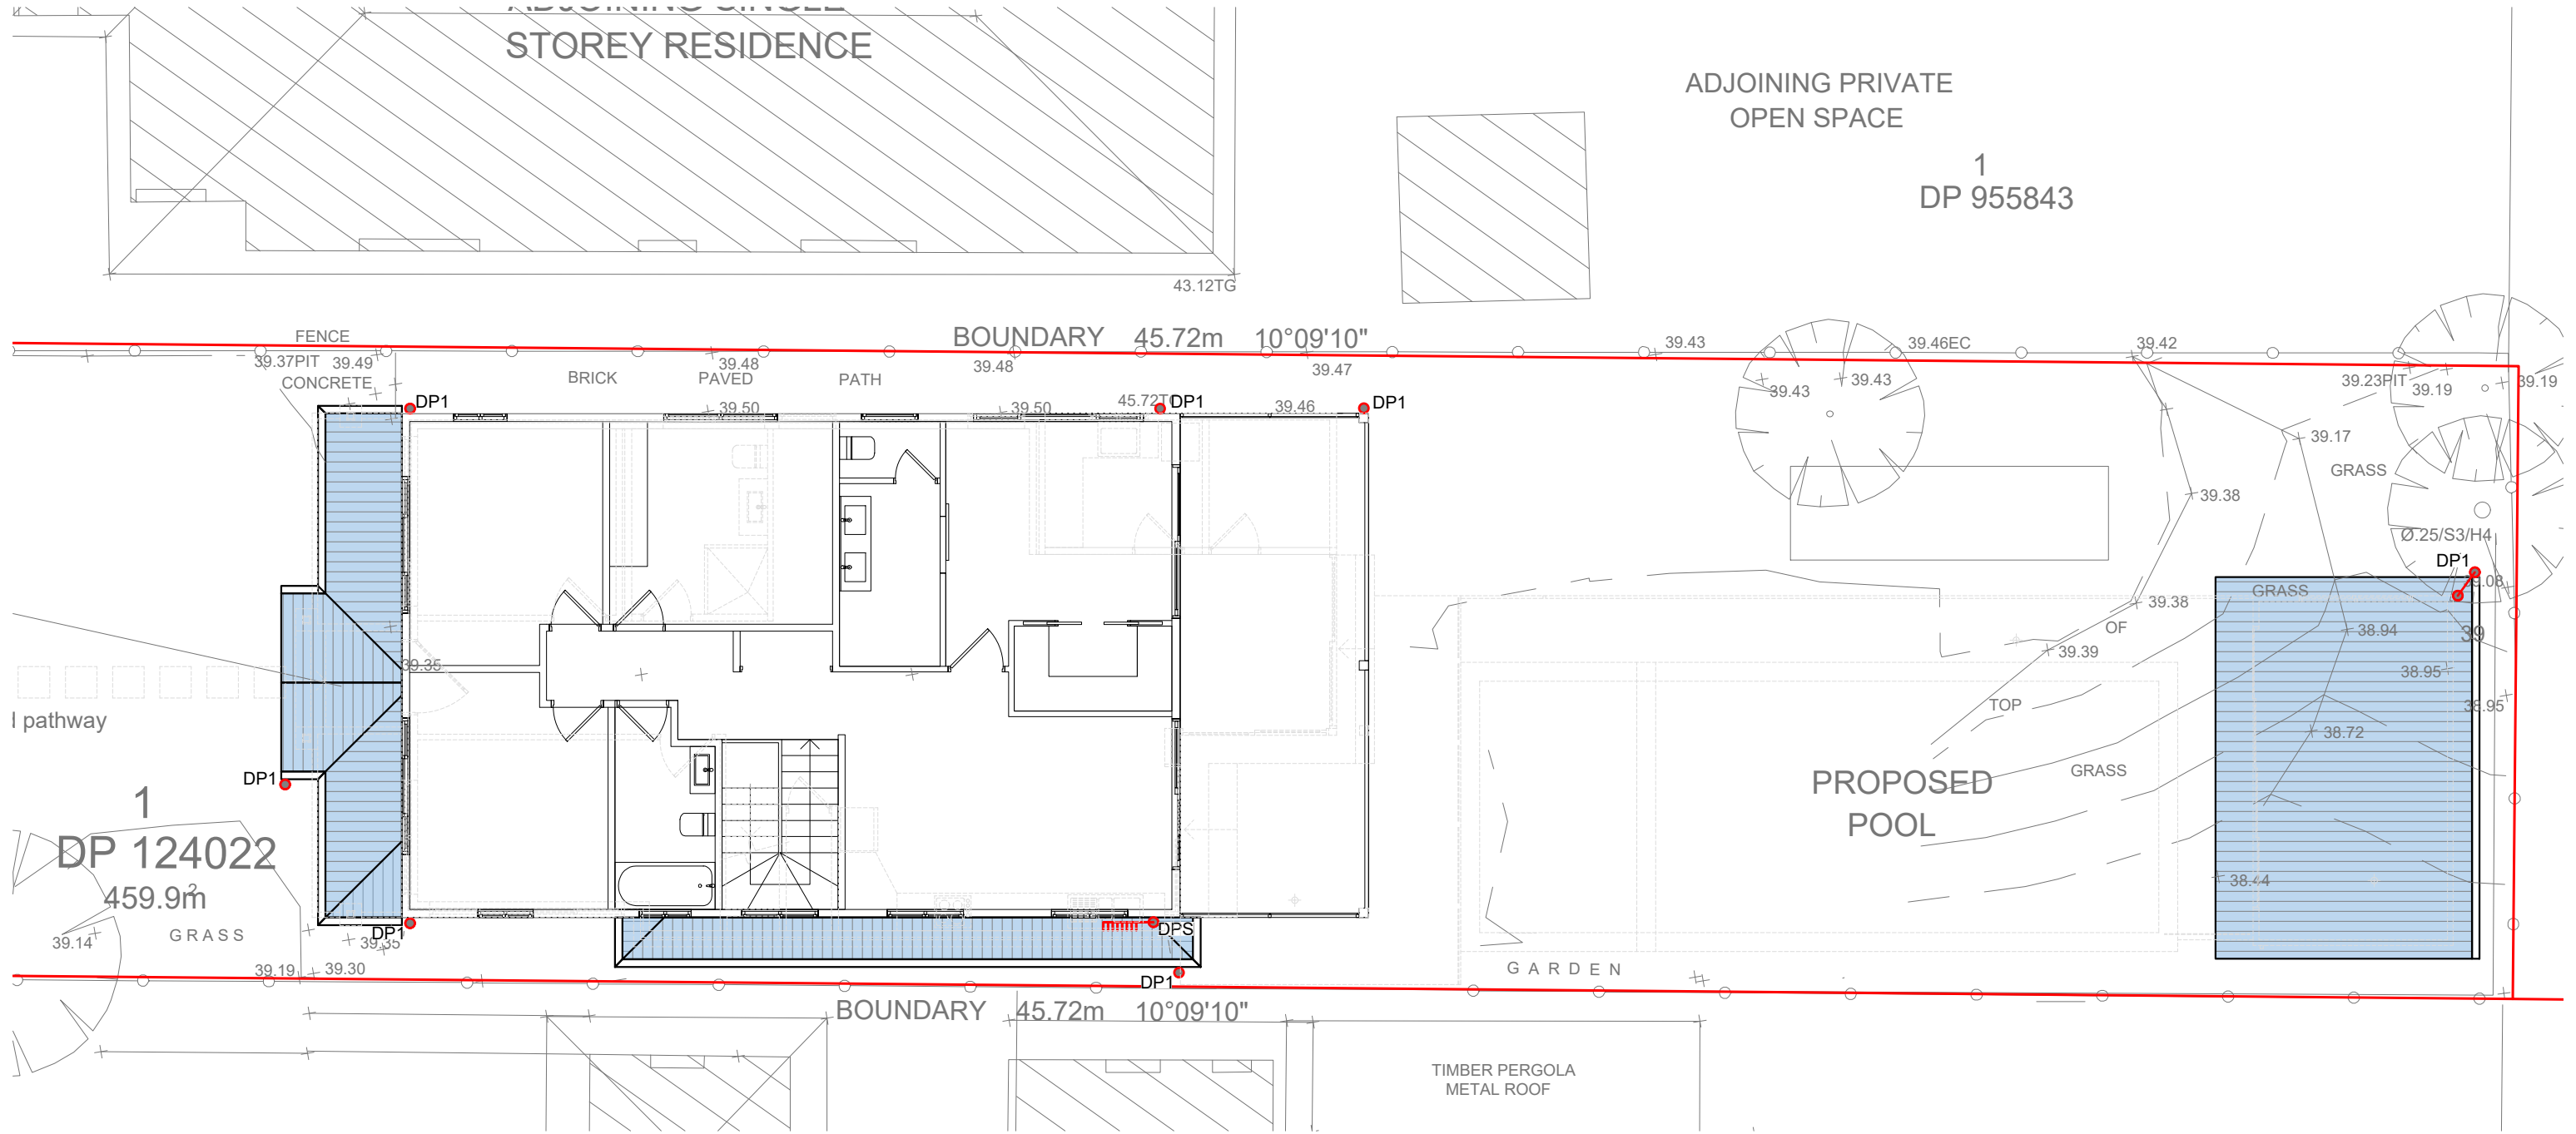 ADJOINING SINGLE
STOREY RESIDENCE
ADJOINING PRIVATE
OPEN SPACE
1
DP 955843
43.12TG
FENCE
BOUNDARY 45.72m 10°09'10"
39.43
39.46EC
39.42
39.37PIT
39.49
39.48
39.48
39.47
CONCRETE
BRICK PAVED PATH
39.43
39.43
39.23PIT
39.19
39.19
DP1
39.50
39.50
45.72TG
DP1
39.46
DP1
39.17
GRASS
39.38
Ø.25/S3/H4
DP1
GRASS
39.38
OF
38.94
39
39.35
39.39
38.95
TOP
38.95
38.72
GRASS
PROPOSED
POOL
pathway
DP1
1
DP 124022
459.9m²
38.44
GRASS
39.14
DP1
39.35
DPS
39.19
39.30
GARDEN
DP1
BOUNDARY 45.72m 10°09'10"
TIMBER PERGOLA
METAL ROOF